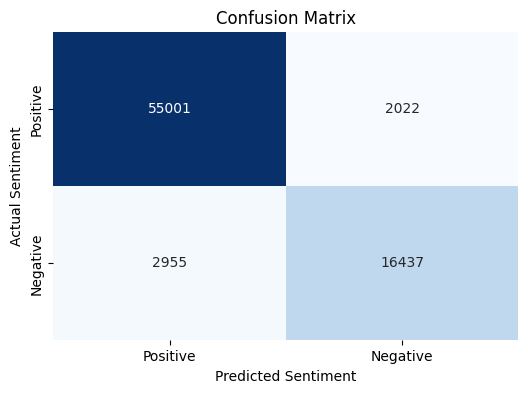 Confusion Matrix
Actual Sentiment
Positive
55001
2022
Negative
2955
16437
Positive
Negative
Predicted Sentiment